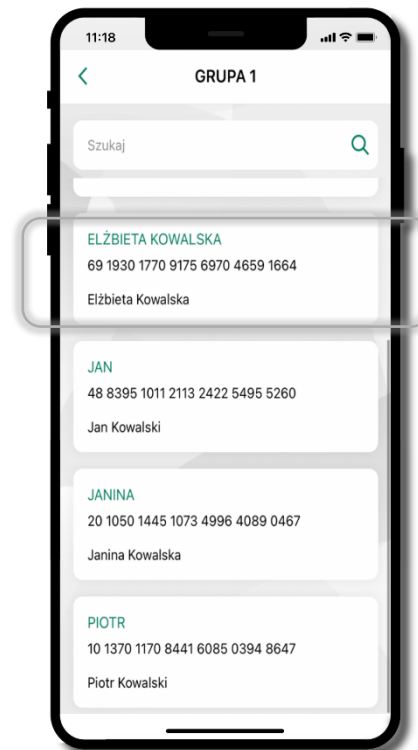 11:18
GRUPA 1
Szukaj
ELŻBIETA KOWALSKA
69 1930 1770 9175 6970 4659 1664
Elżbieta Kowalska
JAN
48 8395 1011 2113 2422 5495 5260
Jan Kowalski
JANINA
20 1050 1445 1073 4996 4089 0467
Janina Kowalska
PIOTR
10 1370 1170 8441 6085 0394 8647
Piotr Kowalski